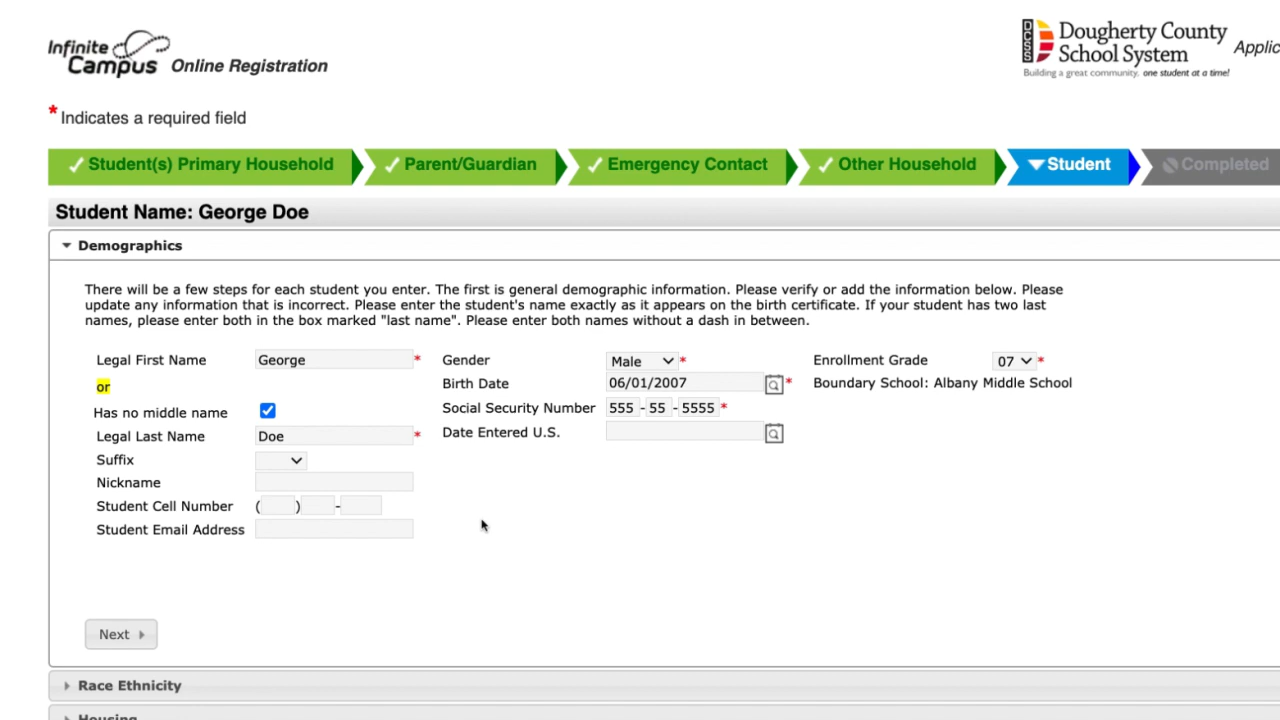 Infinite Campus Online Registration
DCSS Dougherty County School System
Building a great community, one student at a time!
* Indicates a required field
Student(s) Primary Household Parent/Guardian Emergency Contact Other Household Student Completed
Student Name: George Doe
Demographics
There will be a few steps for each student you enter. The first is general demographic information. Please verify or add the information below. Please
update any information that is incorrect. Please enter the student's name exactly as it appears on the birth certificate. If your student has two last
names, please enter both in the box marked "last name". Please enter both names without a dash in between.
Legal First Name George * Gender Male * Enrollment Grade 07 *
or Birth Date 06/01/2007 * Boundary School: Albany Middle School
Has no middle name Social Security Number 555 - 55 - 5555 *
Legal Last Name Doe * Date Entered U.S.
Suffix
Nickname
Student Cell Number ( ) -
Student Email Address
Next
Race Ethnicity
Housing